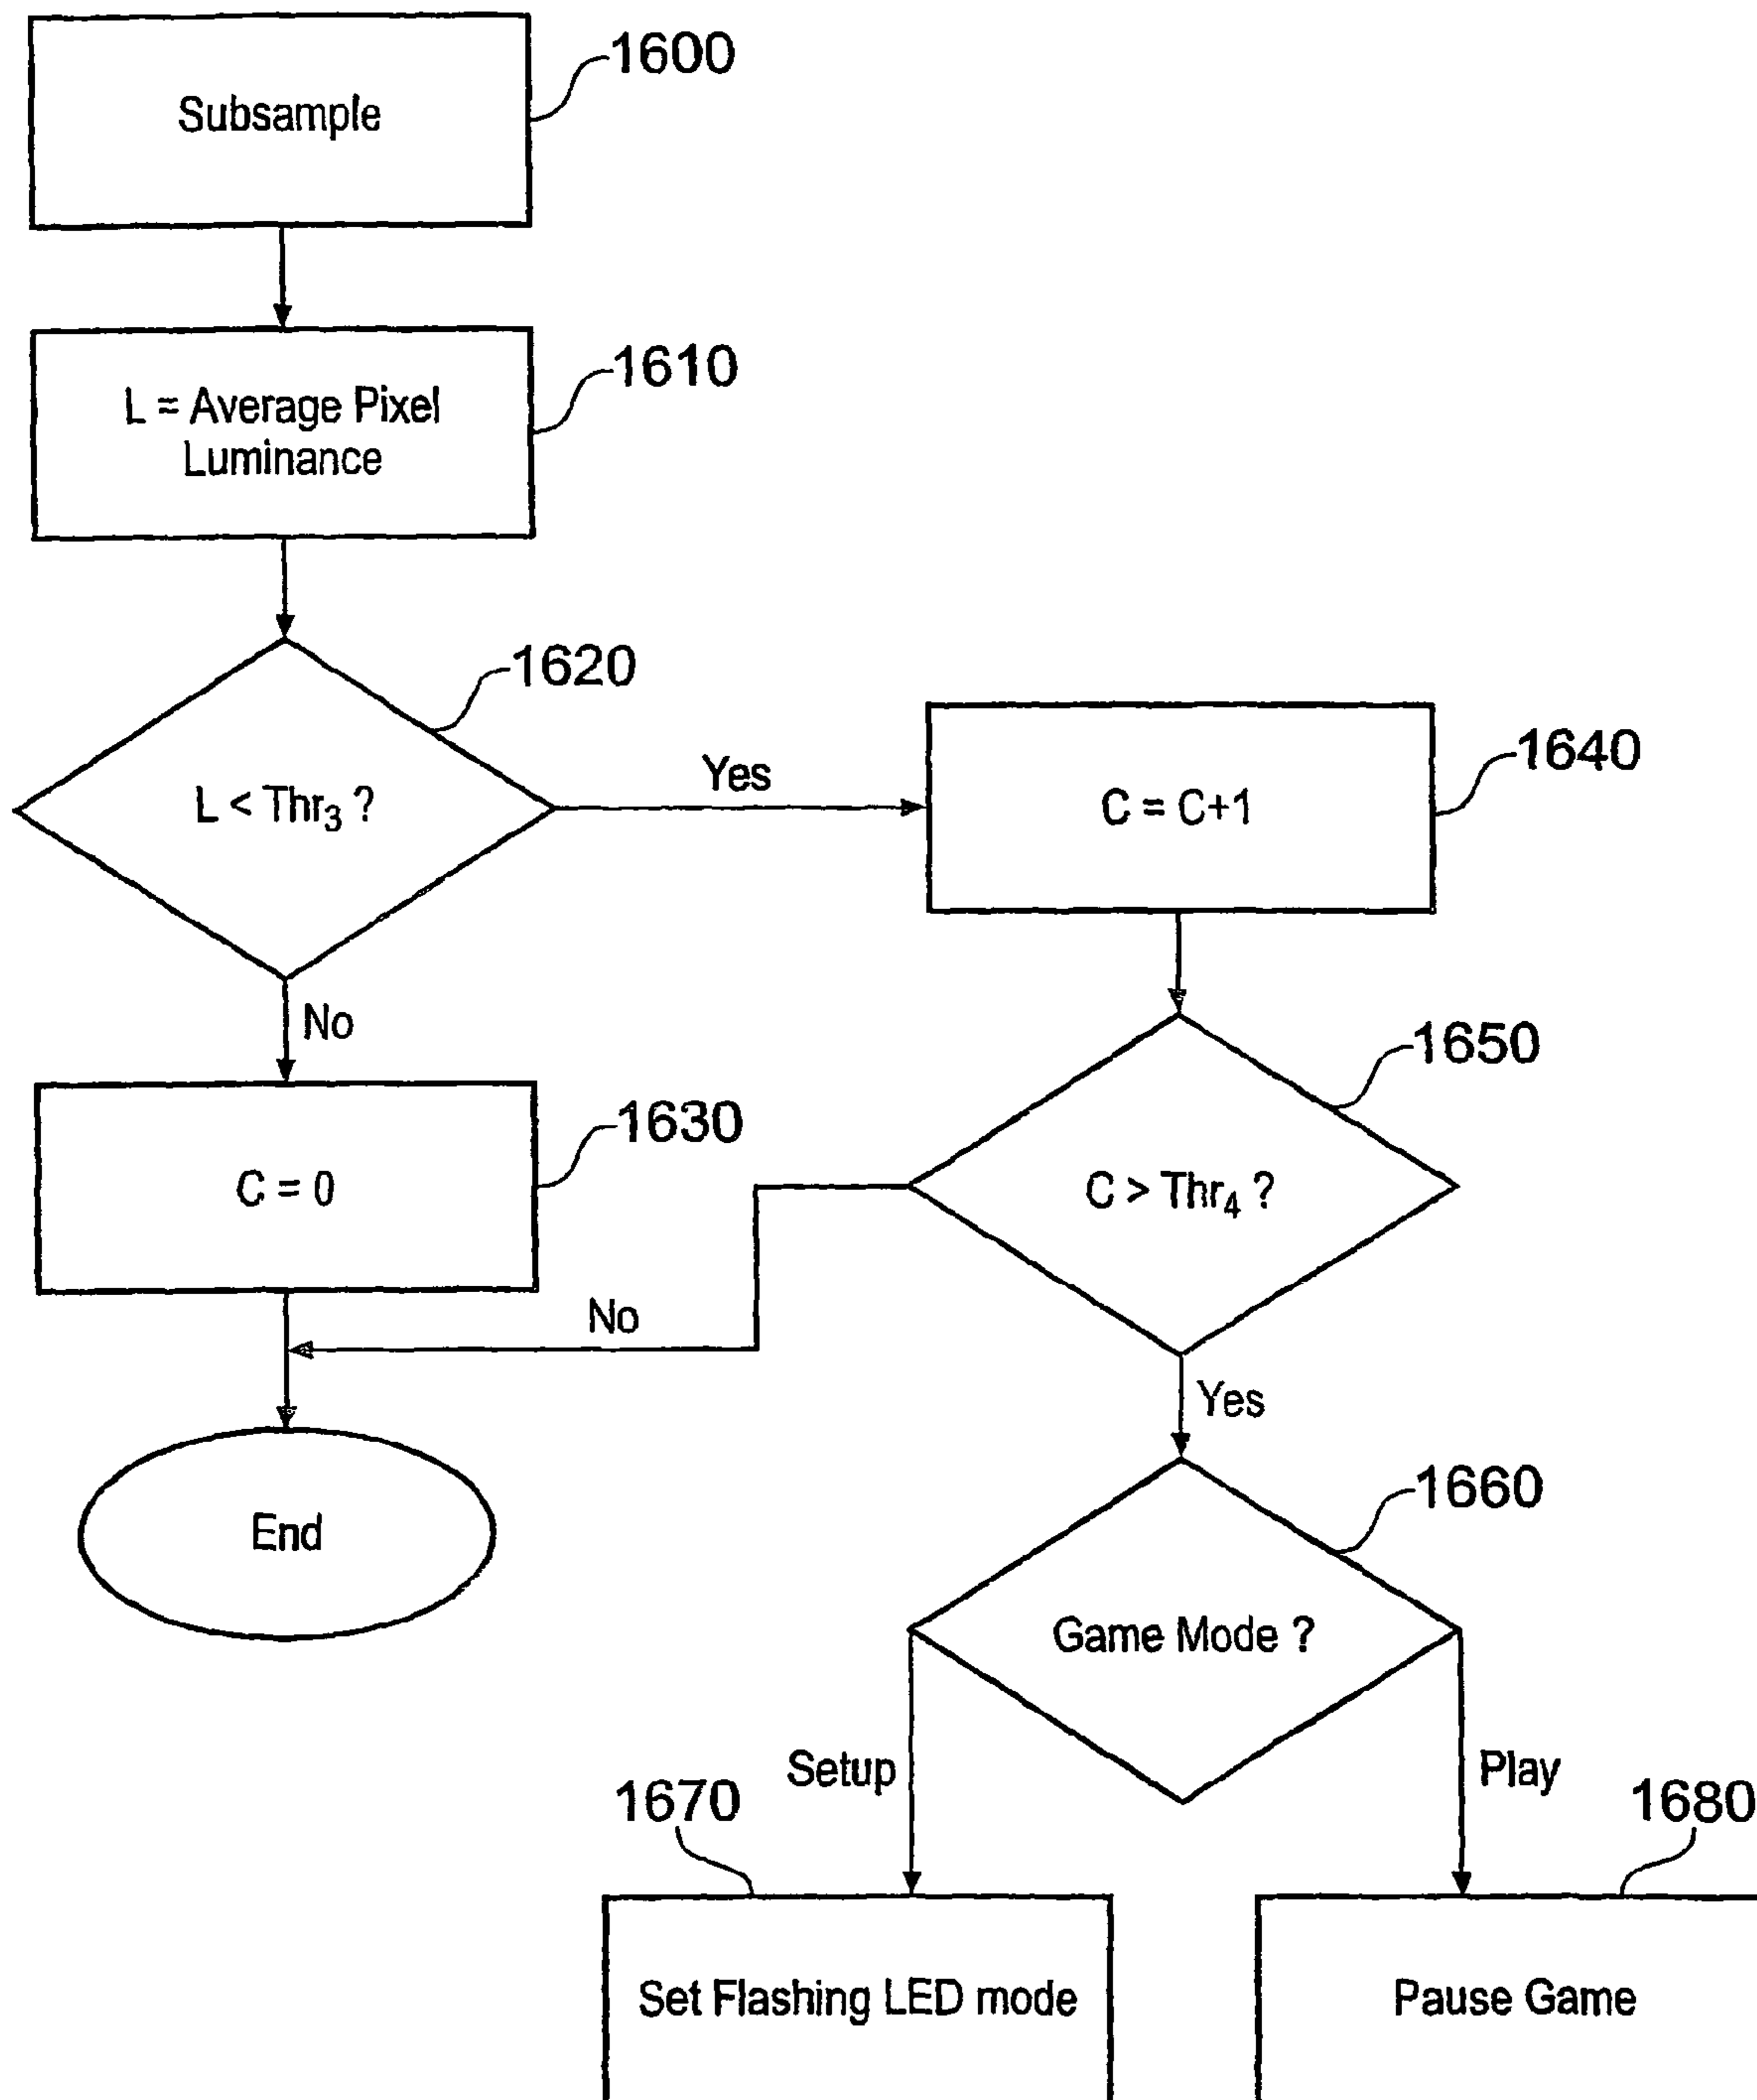 Subsample
1600
L = Average Pixel
Luminance
1610
L < Thr₃ ?
1620
Yes
C = C+1
1640
No
C = 0
1630
C > Thr₄ ?
1650
No
Yes
End
Game Mode ?
1660
Setup
Play
1670
1680
Set Flashing LED mode
Pause Game